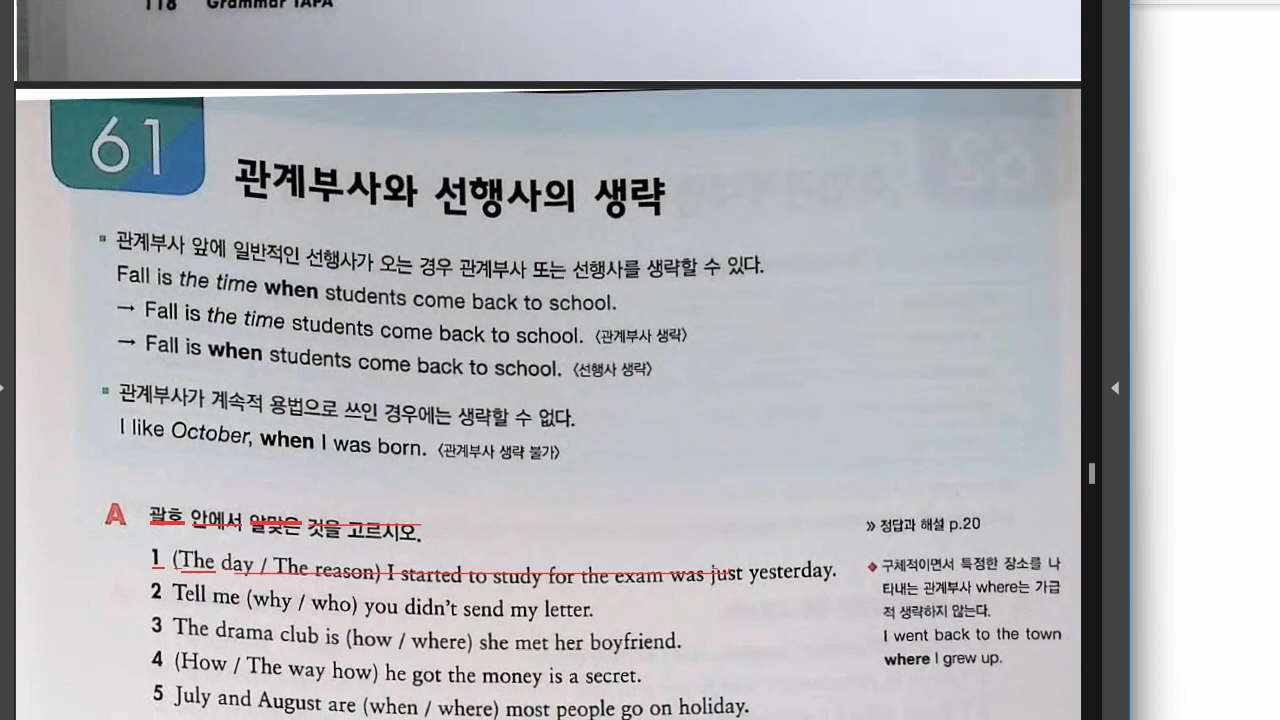 118 Grammar TAPA
61
관계부사와 선행사의 생략
관계부사 앞에 일반적인 선행사가 오는 경우 관계부사 또는 선행사를 생략할 수 있다.
Fall is the time when students come back to school.
→ Fall is the time students come back to school. 〈관계부사 생략〉
→ Fall is when students come back to school. 〈선행사 생략〉
관계부사가 계속적 용법으로 쓰인 경우에는 생략할 수 없다.
I like October, when I was born. 〈관계부사 생략 불가〉
A 괄호 안에서 알맞은 것을 고르시오.
» 정답과 해설 p.20
1 (The day / The reason) I started to study for the exam was just yesterday.
2 Tell me (why / who) you didn't send my letter.
3 The drama club is (how / where) she met her boyfriend.
4 (How / The way how) he got the money is a secret.
5 July and August are (when / where) most people go on holiday.
구체적이면서 특정한 장소를 나
타내는 관계부사 where는 가급
적 생략하지 않는다.
I went back to the town
where I grew up.